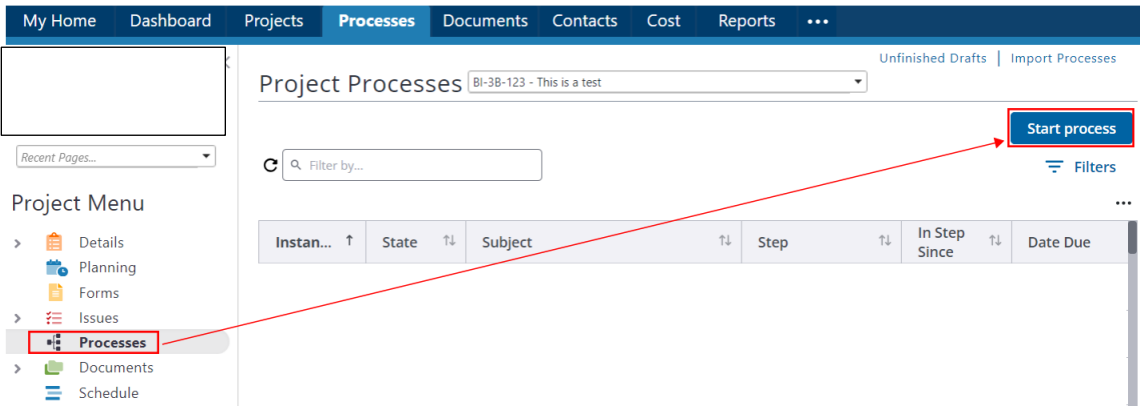 My Home Dashboard Projects Processes Documents Contacts Cost Reports
Unfinished Drafts | Import Processes
Project Processes BI-3B-123 - This is a test
Start process
Recent Pages...
Filter by...
Filters
Project Menu
Instan... State Subject Step In Step Since Date Due
Details
Planning
Forms
Issues
Processes
Documents
Schedule